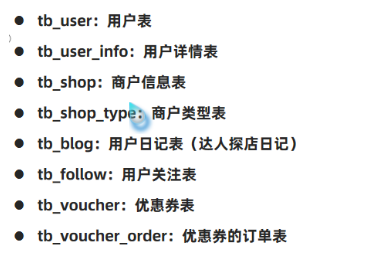 ● tb_user：用户表
● tb_user_info：用户详情表
● tb_shop：商户信息表
● tb_shop_type：商户类型表
● tb_blog：用户日记表（达人探店日记）
● tb_follow：用户关注表
● tb_voucher：优惠券表
● tb_voucher_order：优惠券的订单表